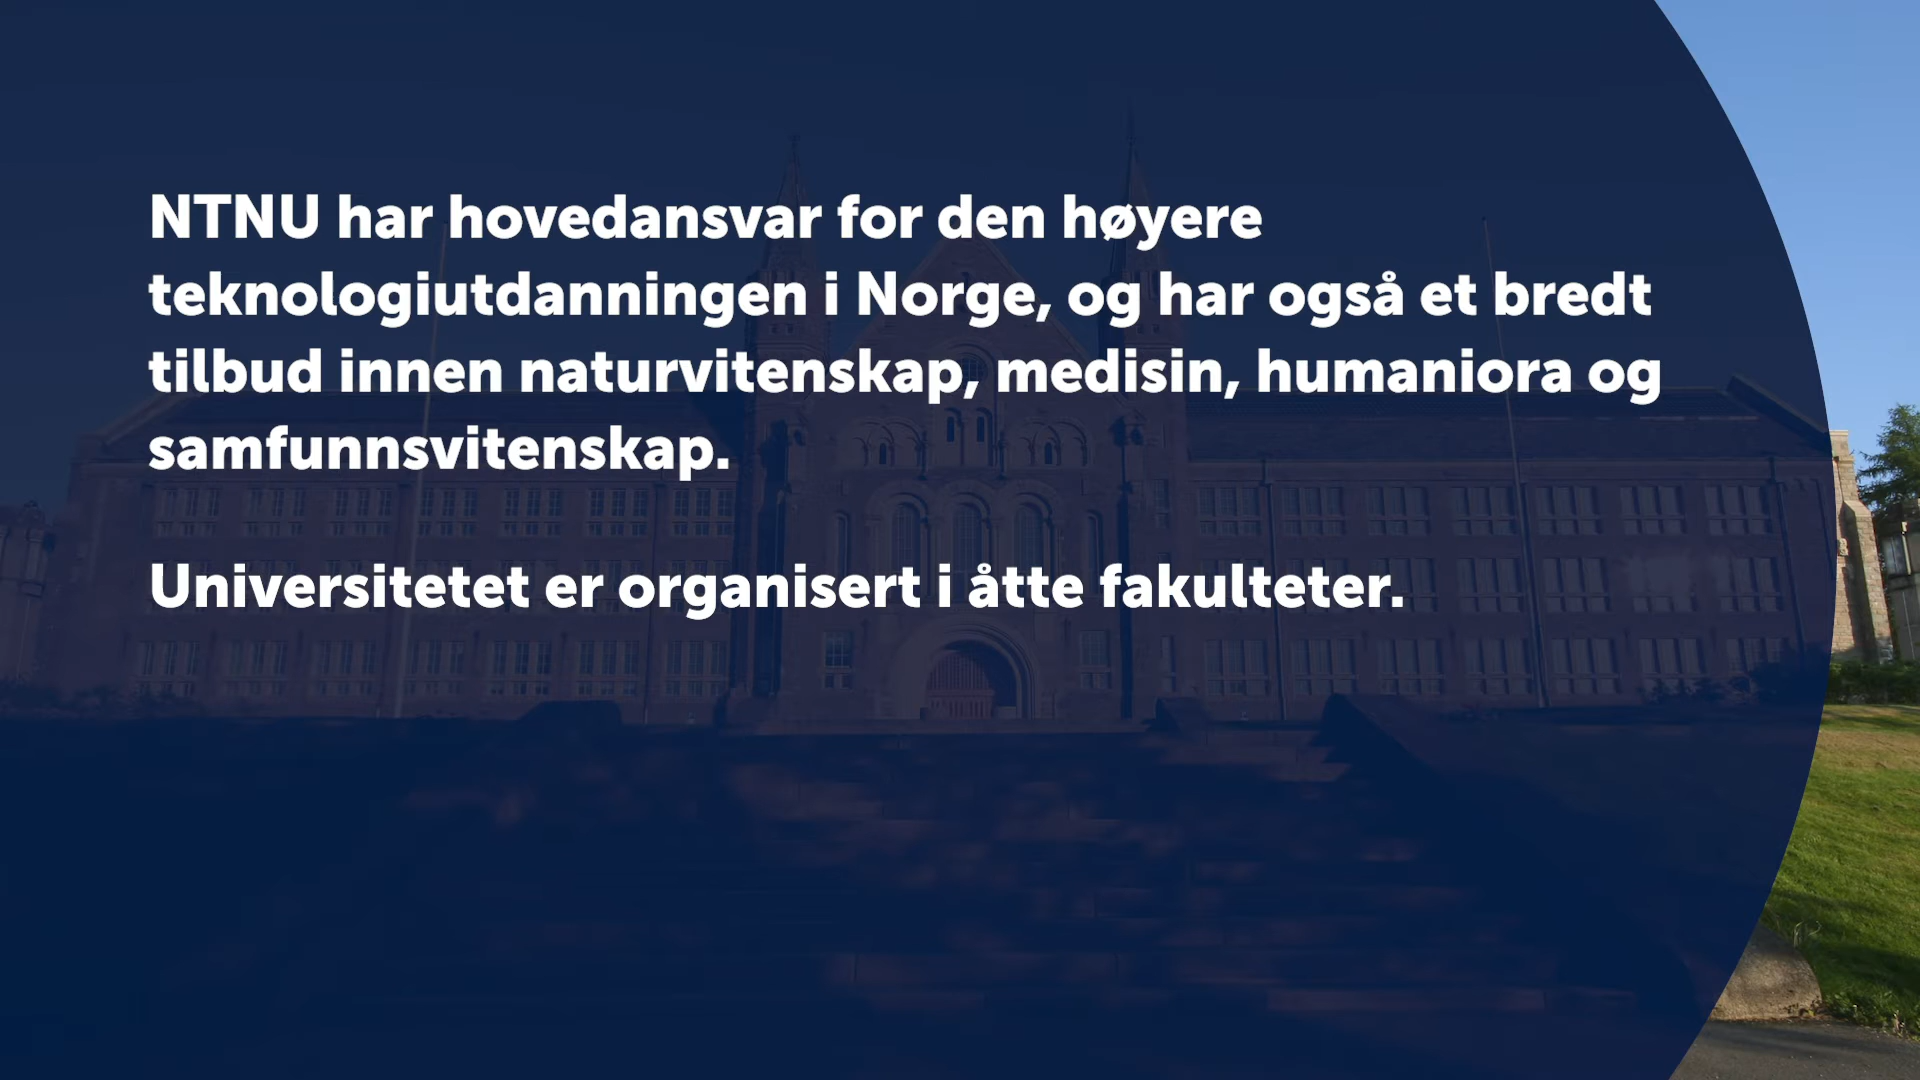 NTNU har hovedansvar for den høyere
teknologiutdanningen i Norge, og har også et bredt
tilbud innen naturvitenskap, medisin, humaniora og
samfunnsvitenskap.
Universitetet er organisert i åtte fakulteter.